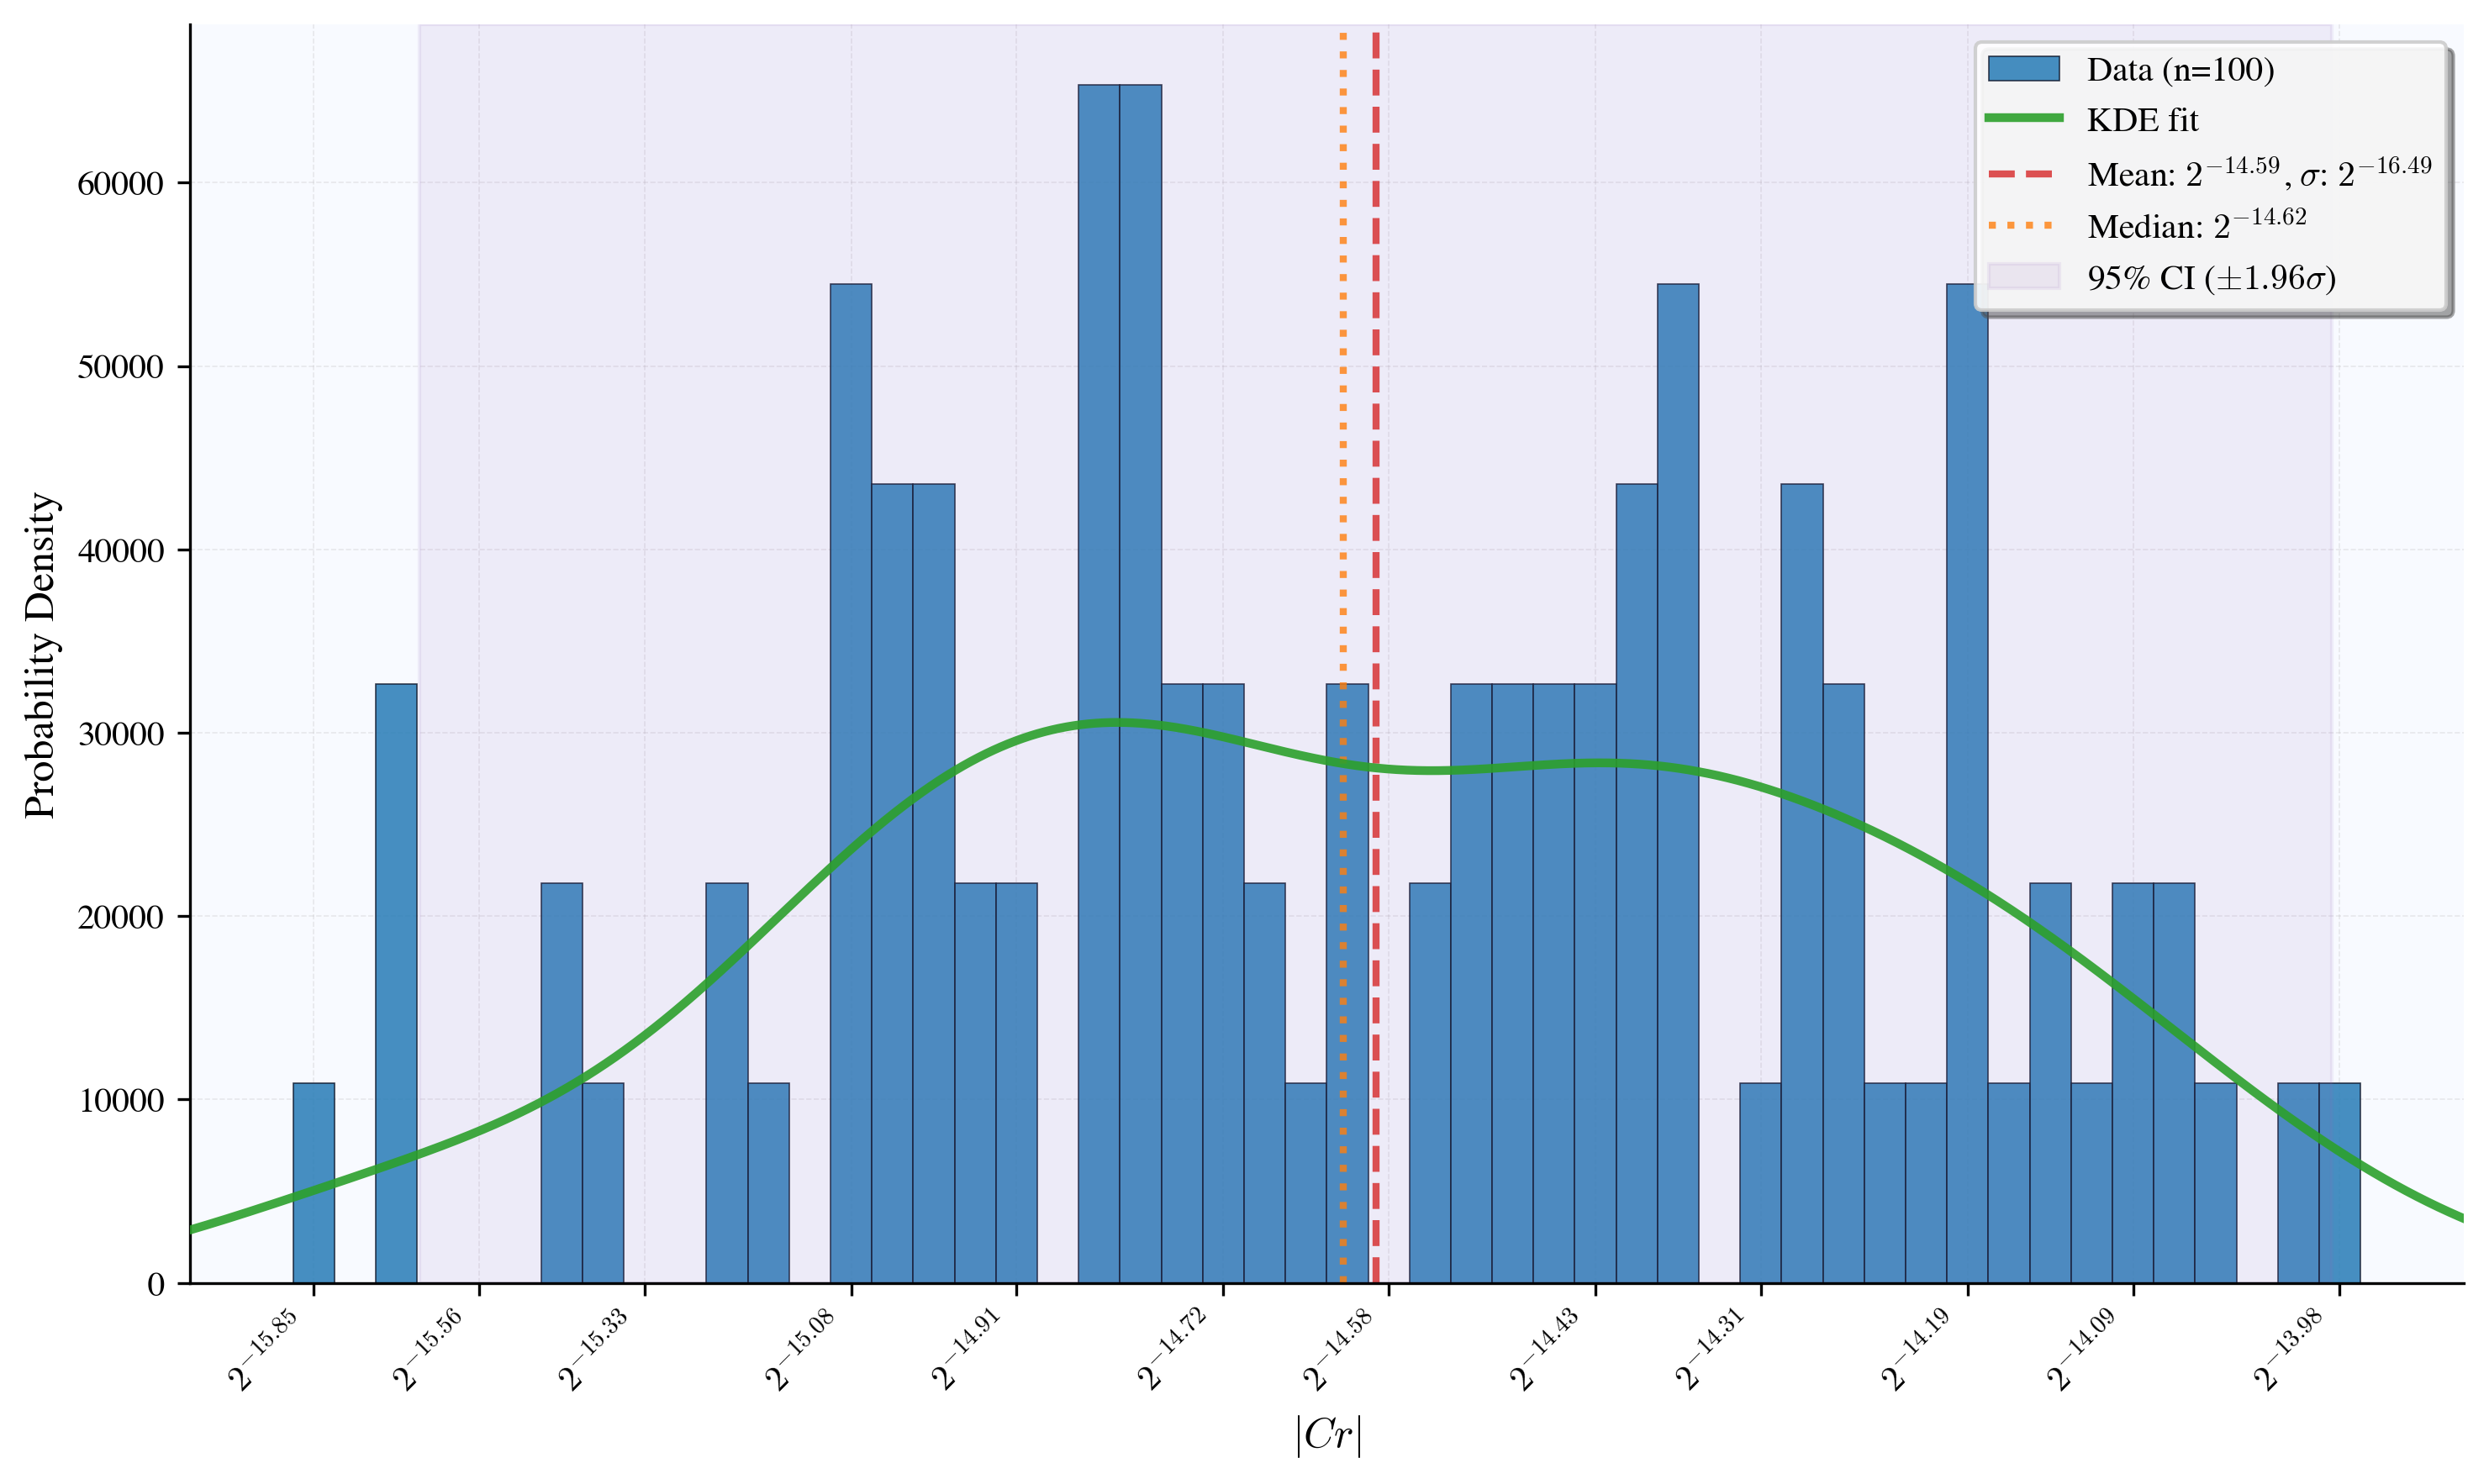 Data (n=100)
KDE fit
Mean: 2^{-14.59}, σ: 2^{-16.49}
Median: 2^{-14.62}
95% CI (±1.96σ)
Probability Density
60000
50000
40000
30000
20000
10000
0
2^{-15.85} 2^{-15.56} 2^{-15.33} 2^{-15.08} 2^{-14.91} 2^{-14.72} 2^{-14.58} 2^{-14.43} 2^{-14.31} 2^{-14.19} 2^{-14.09} 2^{-13.98}
|Cr|